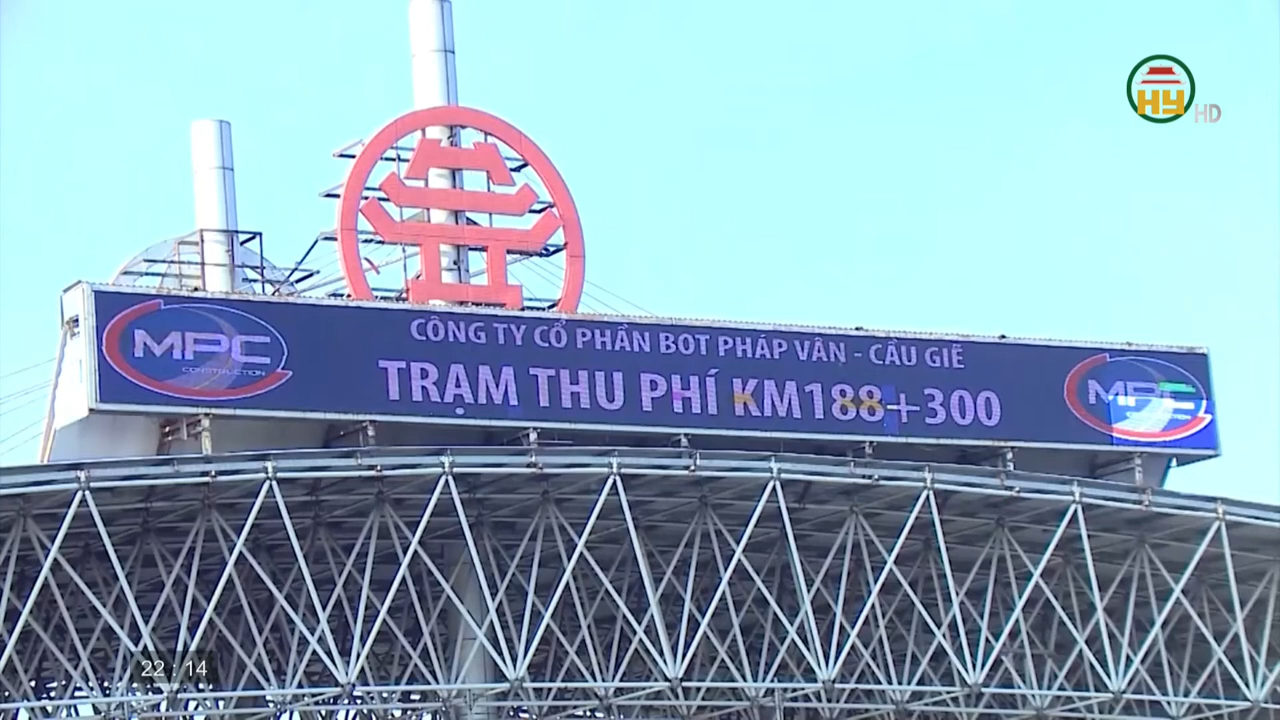 HY HD
MPC
CONSTRUCTION
CÔNG TY CỔ PHẦN BOT PHÁP VÂN - CẦU GIẼ
TRẠM THU PHÍ KM188+300
MPC
22 : 14